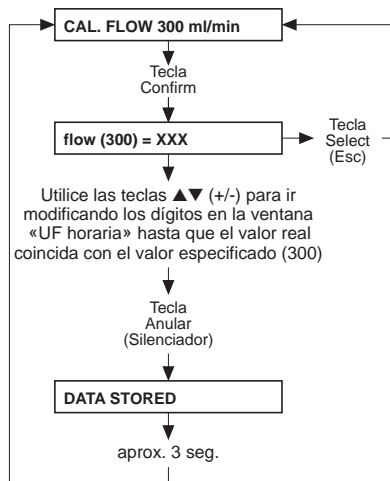 CAL. FLOW 300 ml/min
Tecla
Confirm
flow (300) = XXX
Tecla
Select
(Esc)
Utilice las teclas ▲▼ (+/-) para ir
modificando los dígitos en la ventana
«UF horaria» hasta que el valor real
coincida con el valor especificado (300)
Tecla
Anular
(Silenciador)
DATA STORED
aprox. 3 seg.